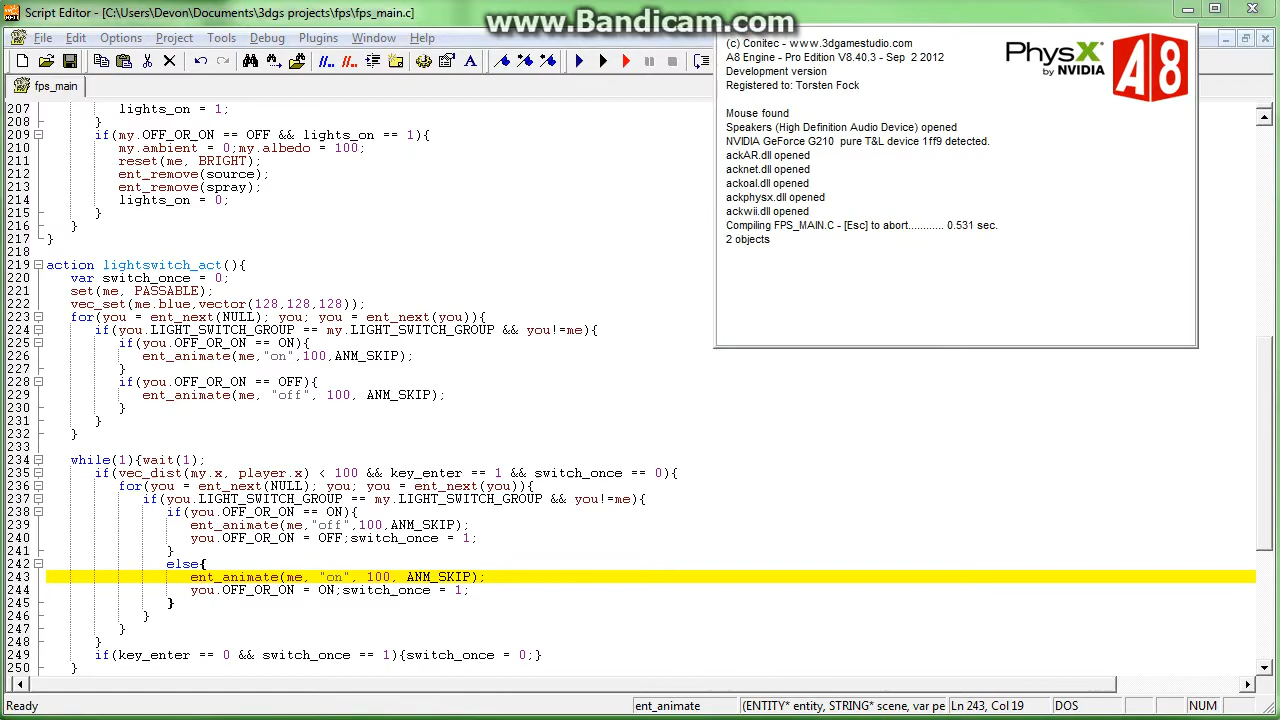 Script Editor - [C:\Users\Devon\Documents\3dgs projects\fps\fps_main.c]
www.Bandicam.com
File Edit Options Project Tools Debug Plugins Window Help
fps_main
(c) Conitec - www.3dgamestudio.com
A8 Engine - Pro Edition V8.40.3 - Sep 2 2012
Development version
Registered to: Torsten Fock
Mouse found
Speakers (High Definition Audio Device) opened
NVIDIA GeForce G210 pure T&L device 1ff9 detected.
ackAR.dll opened
acknet.dll opened
ackoal.dll opened
ackphysx.dll opened
ackwii.dll opened
Compiling FPS_MAIN.C - [Esc] to abort............ 0.531 sec.
2 objects
PhysX
by NVIDIA
A8
207 lights_on = 1;
208 }
209 if(my.OFF_OR_ON == OFF && lights_on == 1){
210 my.ambient = 0;my.albedo = 100;
211 reset(me, BRIGHT);
212 ent_remove(source);
213 ent_remove(spray);
214 lights_on = 0;
215 }
216 }
217 }
218
219 action lightswitch_act(){
220 var switch_once = 0;
221 set(me, PASSABLE);
222 vec_set(me.blue,vector(128,128,128));
223 for(you = ent_next(NULL); you; you = ent_next(you)){
224 if(you.LIGHT_SWITCH_GROUP == my.LIGHT_SWITCH_GROUP && you!=me){
225 if(you.OFF_OR_ON == ON){
226 ent_animate(me,"on",100,ANM_SKIP);
227 }
228 if(you.OFF_OR_ON == OFF){
229 ent_animate(me, "off", 100, ANM_SKIP);
230 }
231 }
232 }
233
234 while(1){wait(1);
235 if(vec_dist(my.x, player.x) < 100 && key_enter == 1 && switch_once == 0){
236 for(you = ent_next(NULL); you; you = ent_next(you)){
237 if(you.LIGHT_SWITCH_GROUP == my.LIGHT_SWITCH_GROUP && you!=me){
238 if(you.OFF_OR_ON == ON){
239 ent_animate(me,"off",100,ANM_SKIP);
240 you.OFF_OR_ON = OFF;switch_once = 1;
241 }
242 else{
243 ent_animate(me, "on", 100, ANM_SKIP);
244 you.OFF_OR_ON = ON;switch_once = 1;
245 }
246 }
247 }
248 }
249 if(key_enter == 0 && switch_once == 1){switch_once = 0;}
250 }
Ready ent_animate (ENTITY* entity, STRING* scene, var pe Ln 243, Col 19 DOS NUM